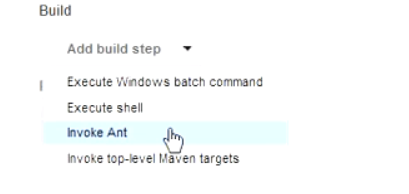 Build
Add build step
Execute Windows batch command
Execute shell
Invoke Ant
Invoke top-level Maven targets